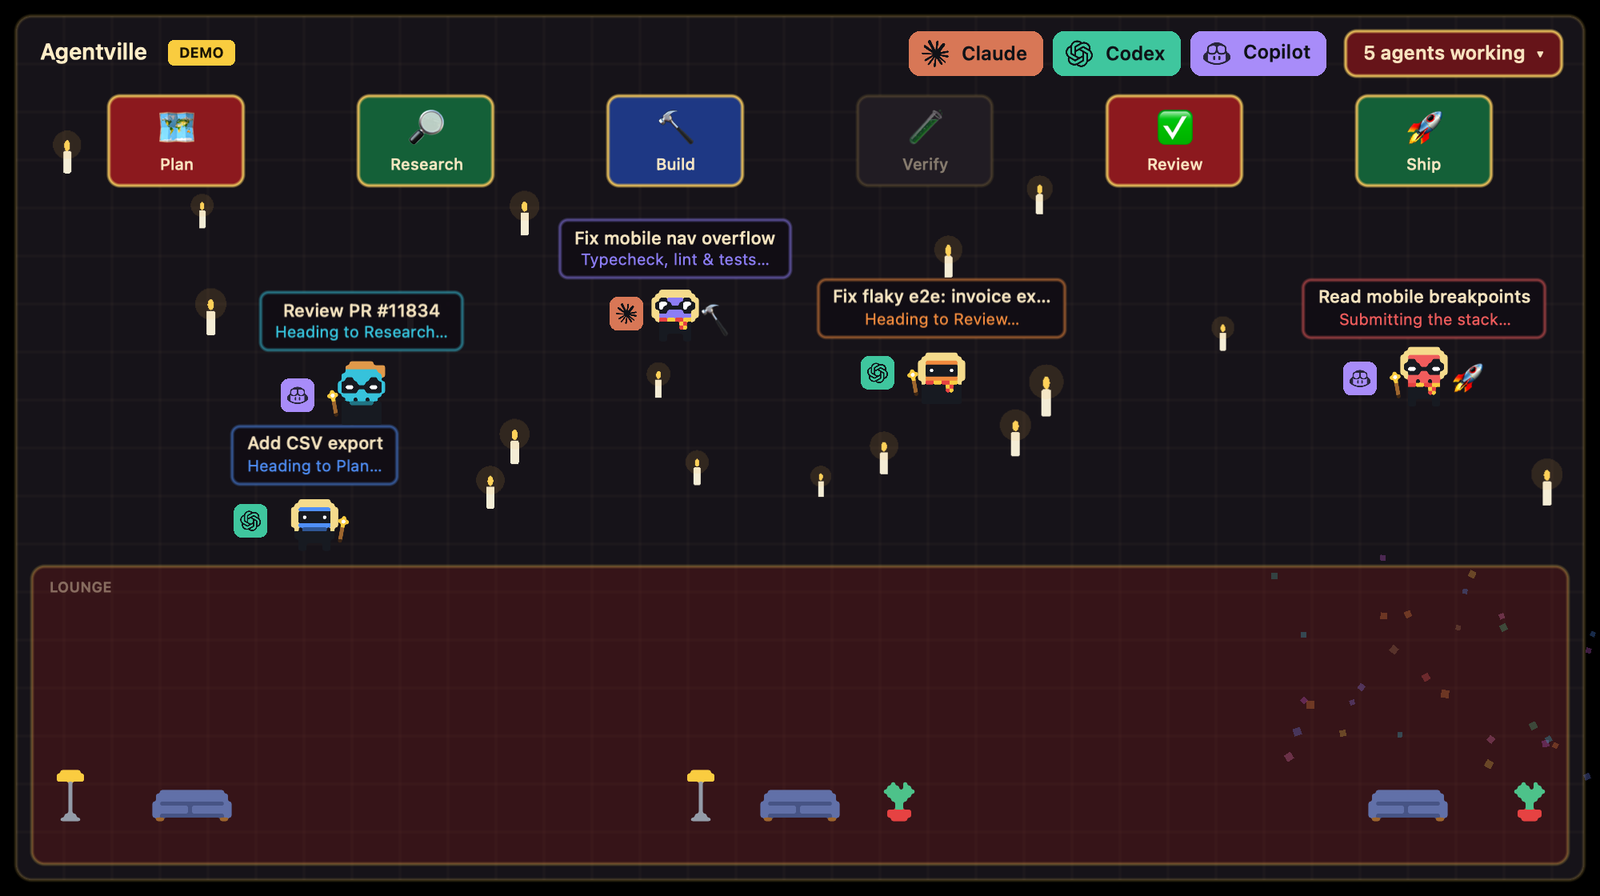 Agentville
DEMO
Claude
Codex
Copilot
5 agents working
Plan
Research
Build
Verify
Review
Ship
Fix mobile nav overflow
Typecheck, lint & tests...
Review PR #11834
Heading to Research...
Fix flaky e2e: invoice ex...
Heading to Review...
Read mobile breakpoints
Submitting the stack...
Add CSV export
Heading to Plan...
LOUNGE